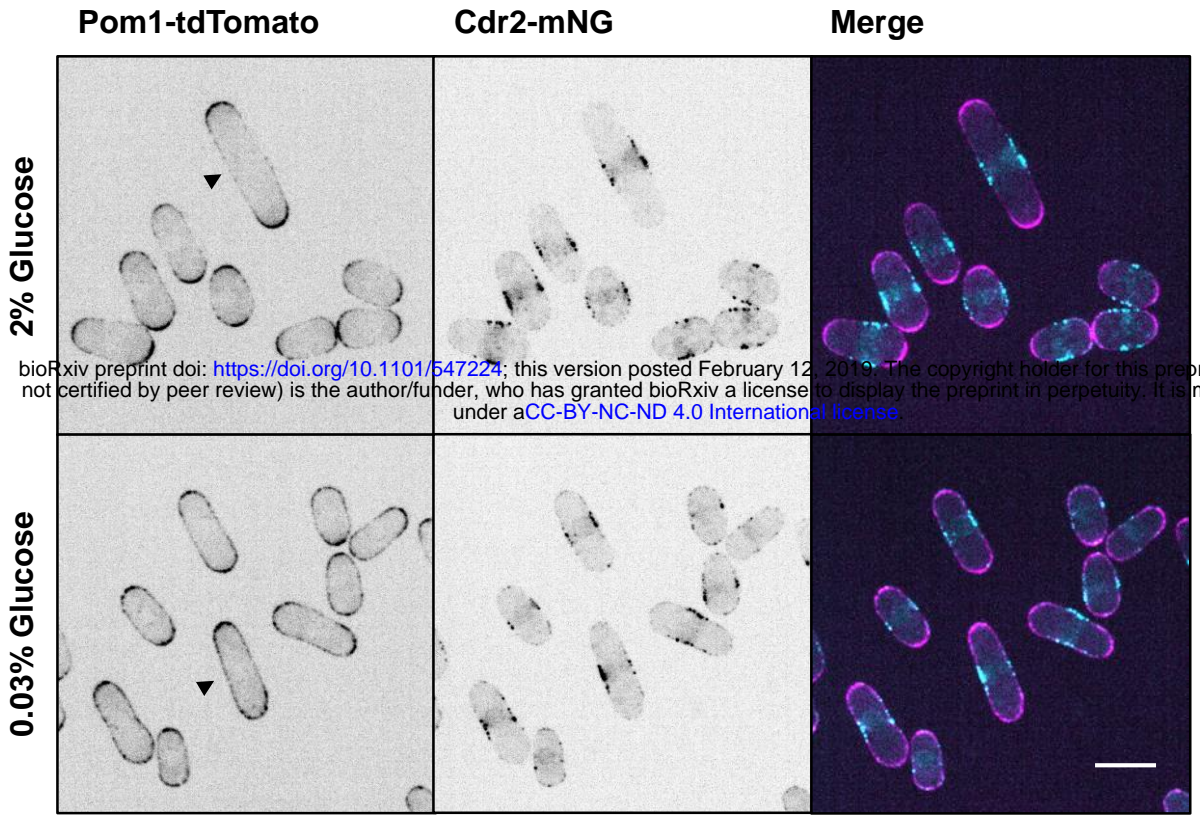 Pom1-tdTomato Cdr2-mNG Merge
2% Glucose
bioRxiv preprint doi: https://doi.org/10.1101/547224; this version posted February 12, 2019. The copyright holder for this
not certified by peer review) is the author/funder, who has granted bioRxiv a license to display the preprint in perpetuity. It is
under aCC-BY-NC-ND 4.0 International license.
0.03% Glucose